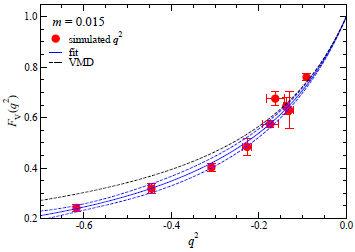 1.0
0.8
0.6
0.4
0.2
F_V(q²)
m = 0.015
simulated q²
fit
VMD
-0.6
-0.4
-0.2
0.0
q²